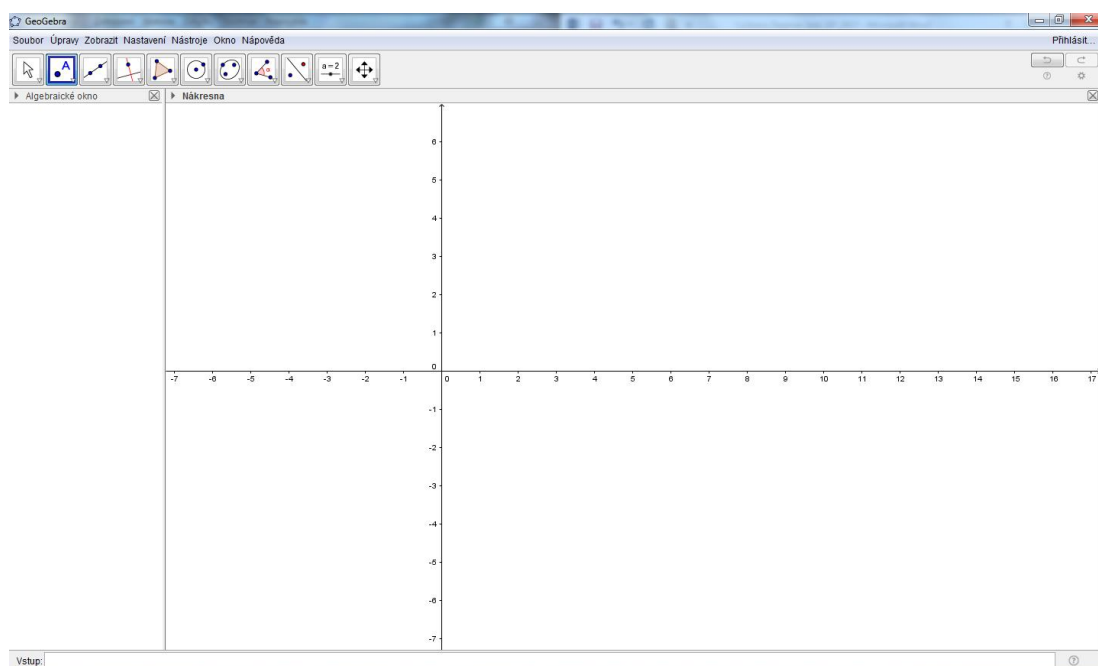 GeoGebra
Soubor Úpravy Zobrazit Nastavení Nástroje Okno Nápověda Přihlásit...
A a=2
Algebraické okno Nákresna
6
5
4
3
2
1
0
-7 -6 -5 -4 -3 -2 -1 0 1 2 3 4 5 6 7 8 9 10 11 12 13 14 15 16 17
-1
-2
-3
-4
-5
-6
-7
Vstup: